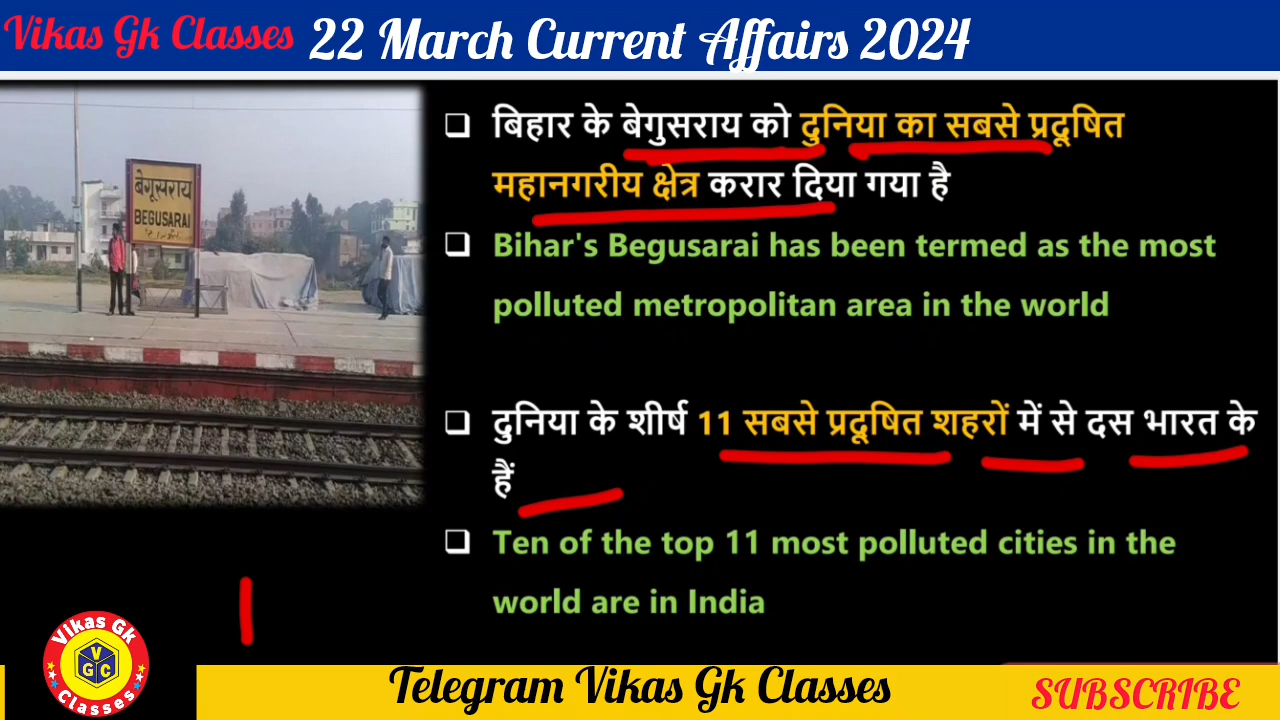 Vikas Gk Classes 22 March Current Affairs 2024
बेगूसराय
BEGUSARAI
बिहार के बेगुसराय को दुनिया का सबसे प्रदूषित
महानगरीय क्षेत्र करार दिया गया है
Bihar's Begusarai has been termed as the most
polluted metropolitan area in the world
दुनिया के शीर्ष 11 सबसे प्रदूषित शहरों में से दस भारत के
हैं
Ten of the top 11 most polluted cities in the
world are in India
Vikas Gk
V
G C
Classes
Telegram Vikas Gk Classes
SUBSCRIBE